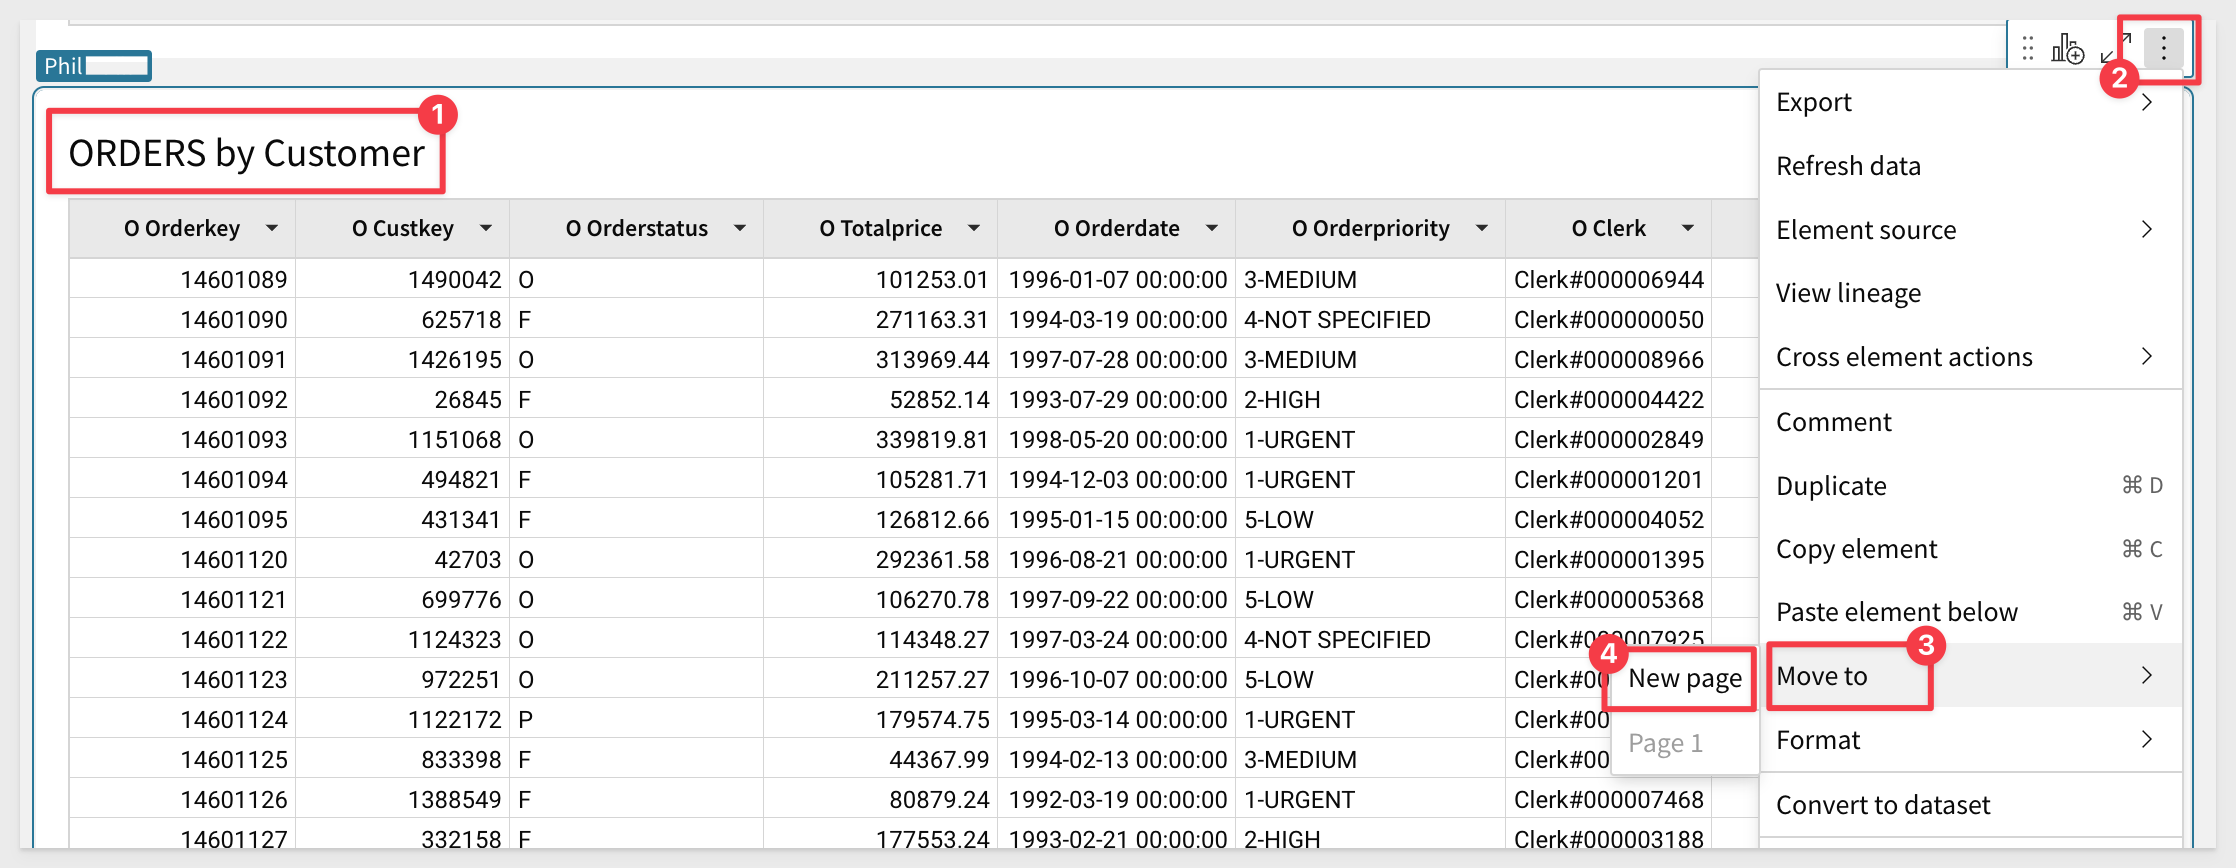 Phil
2
1
ORDERS by Customer
O Orderkey O Custkey O Orderstatus O Totalprice O Orderdate O Orderpriority O Clerk
14601089 1490042 O 101253.01 1996-01-07 00:00:00 3-MEDIUM Clerk#000006944
14601090 625718 F 271163.31 1994-03-19 00:00:00 4-NOT SPECIFIED Clerk#000000050
14601091 1426195 O 313969.44 1997-07-28 00:00:00 3-MEDIUM Clerk#000008966
14601092 26845 F 52852.14 1993-07-29 00:00:00 2-HIGH Clerk#000004422
14601093 1151068 O 339819.81 1998-05-20 00:00:00 1-URGENT Clerk#000002849
14601094 494821 F 105281.71 1994-12-03 00:00:00 1-URGENT Clerk#000001201
14601095 431341 F 126812.66 1995-01-15 00:00:00 5-LOW Clerk#000004052
14601120 42703 O 292361.58 1996-08-21 00:00:00 1-URGENT Clerk#000001395
14601121 699776 O 106270.78 1997-09-22 00:00:00 5-LOW Clerk#000005368
14601122 1124323 O 114348.27 1997-03-24 00:00:00 4-NOT SPECIFIED Clerk#000007925
14601123 972251 O 211257.27 1996-10-07 00:00:00 5-LOW Clerk#00
14601124 1122172 P 179574.75 1995-03-14 00:00:00 1-URGENT Clerk#00
14601125 833398 F 44367.99 1994-02-13 00:00:00 3-MEDIUM Clerk#00
14601126 1388549 F 80879.24 1992-03-19 00:00:00 1-URGENT Clerk#000007468
14601127 332158 F 177553.24 1993-02-21 00:00:00 2-HIGH Clerk#000003188
Export
Refresh data
Element source
View lineage
Cross element actions
Comment
Duplicate ⌘ D
Copy element ⌘ C
Paste element below ⌘ V
3
Move to
4
New page
Page 1
Format
Convert to dataset